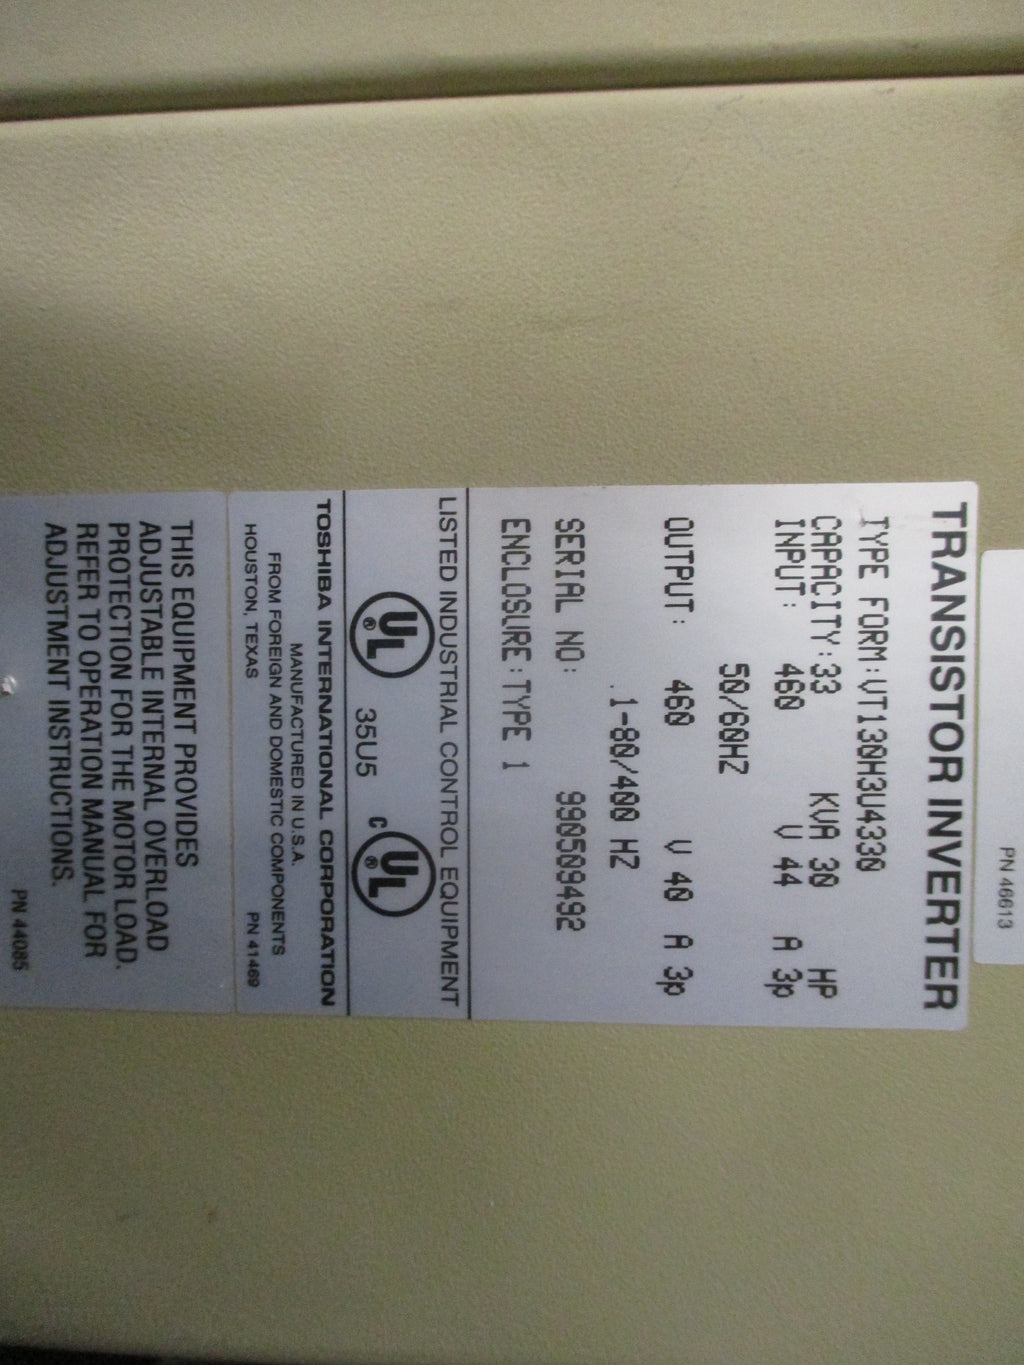 PN 46613
TRANSISTOR INVERTER
TYPE FORM:VT130H3U4330
CAPACITY:33 KVA 30 HP
INPUT: 460 V 44 A 3p
50/60HZ
OUTPUT: 460 V 40 A 3p
.1-80/400 HZ
SERIAL NO: 990509492
ENCLOSURE:TYPE 1
LISTED INDUSTRIAL CONTROL EQUIPMENT
UL ® 35U5 c UL ®
TOSHIBA INTERNATIONAL CORPORATION
MANUFACTURED IN U.S.A.
FROM FOREIGN AND DOMESTIC COMPONENTS
HOUSTON, TEXAS PN 41469
THIS EQUIPMENT PROVIDES
ADJUSTABLE INTERNAL OVERLOAD
PROTECTION FOR THE MOTOR LOAD.
REFER TO OPERATION MANUAL FOR
ADJUSTMENT INSTRUCTIONS.
PN 44085